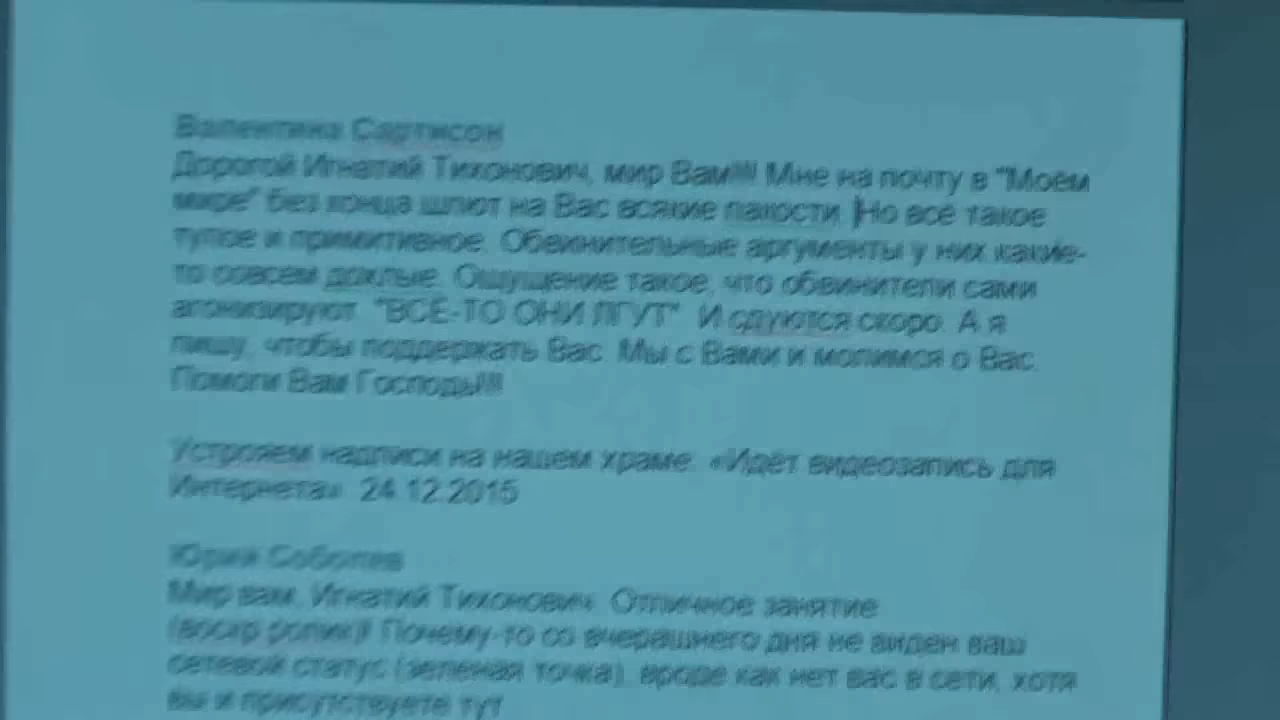 Валентина Сартисон
Дорогой Игнатий Тихонович, мир Вам!!!! Мне на почту в "Моём
мире" без конца шлют на Вас всякие пакости. Но всё такое
тупое и примитивное. Обвинительные аргументы у них какие-
то совсем дохлые. Ощущение такое, что обвинители сами
агонизируют. "ВСЁ-ТО ОНИ ЛГУТ". И сдуются скоро. А я
пишу, чтобы поддержать Вас. Мы с Вами и молимся о Вас.
Помоги Вам Господь!!!!
Устрояем надписи на нашем храме: «Идёт видеозапись для
Интернета». 24.12.2015
Юрий Соболев
Мир вам, Игнатий Тихонович. Отличное занятие
(воскр.ролик)! Почему-то со вчерашнего дня не виден ваш
сетевой статус (зелёная точка), вроде как нет вас в сети, хотя
вы и присутствуете тут